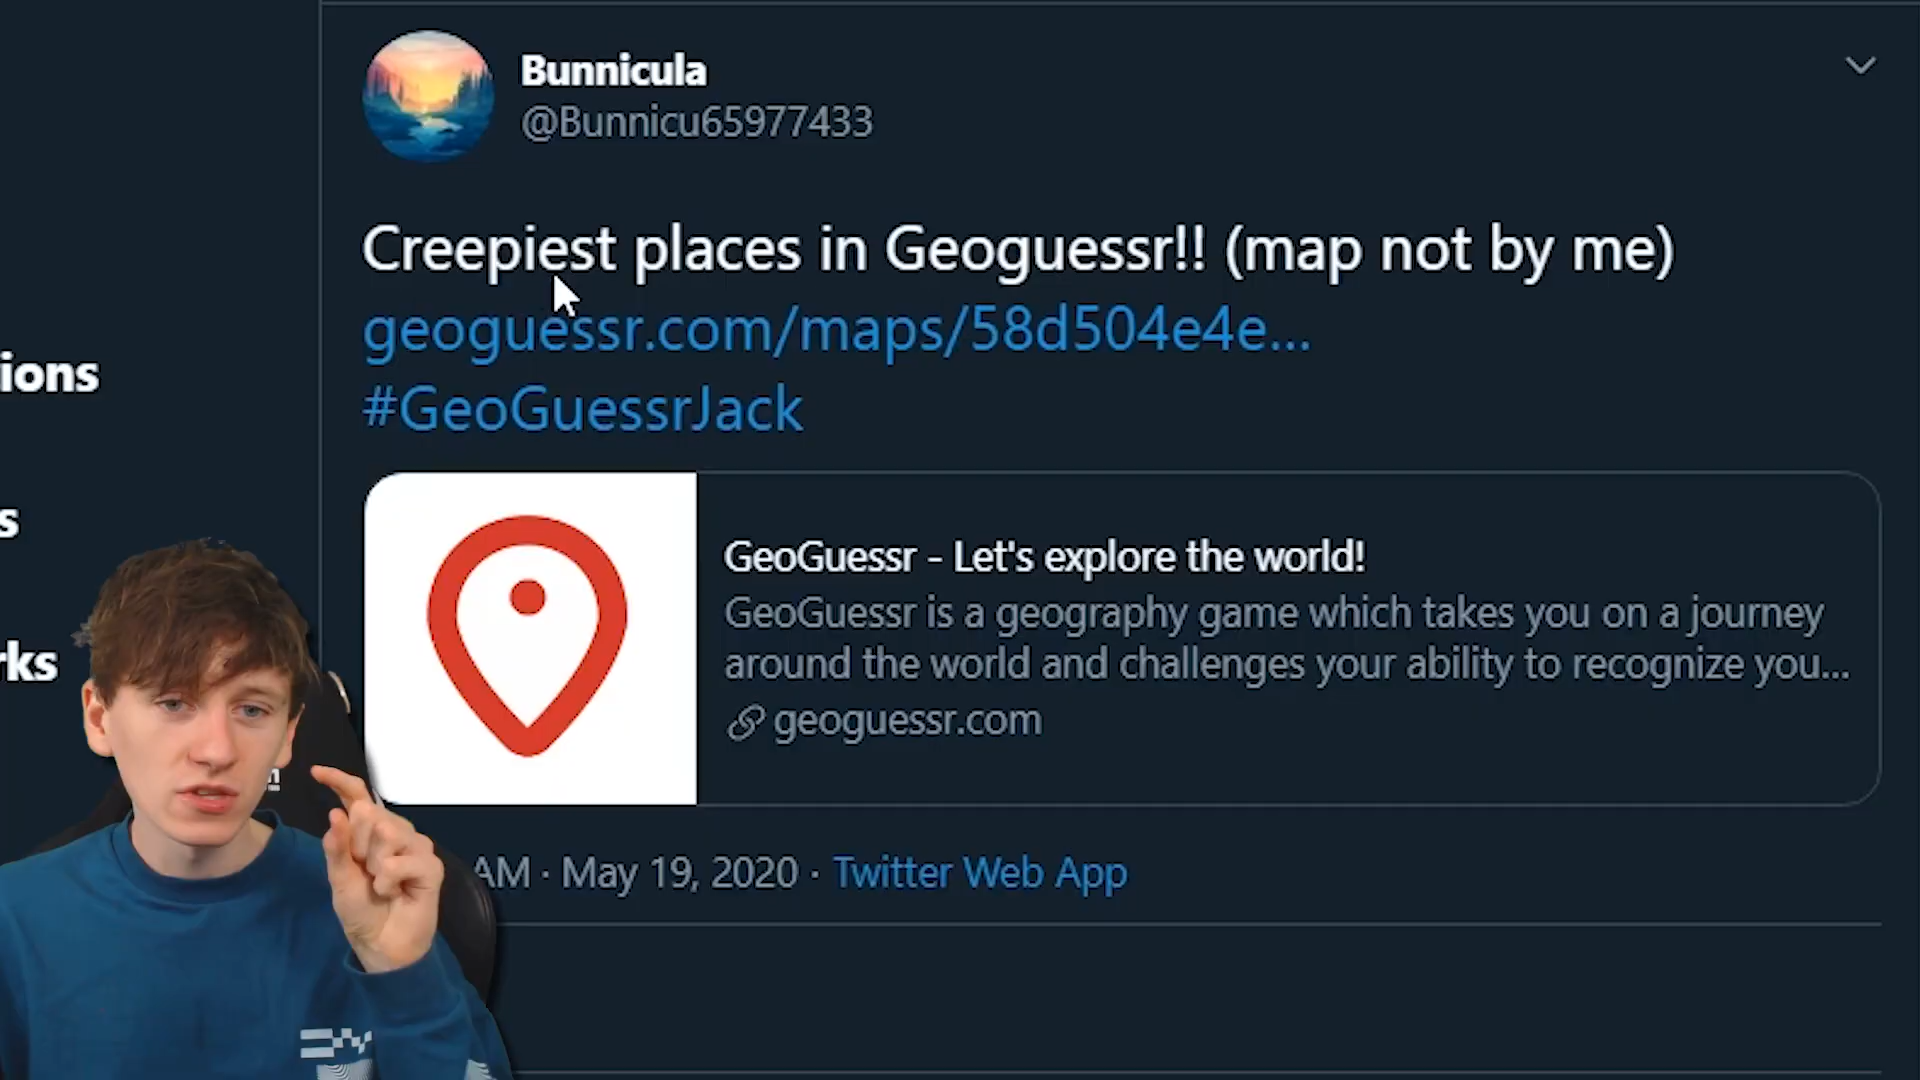 Bunnicula
@Bunnicu65977433
Creepiest places in Geoguessr!! (map not by me)
geoguessr.com/maps/58d504e4e...
#GeoGuessrJack
ions
s
rks
GeoGuessr - Let's explore the world!
GeoGuessr is a geography game which takes you on a journey
around the world and challenges your ability to recognize you...
geoguessr.com
AM · May 19, 2020 · Twitter Web App